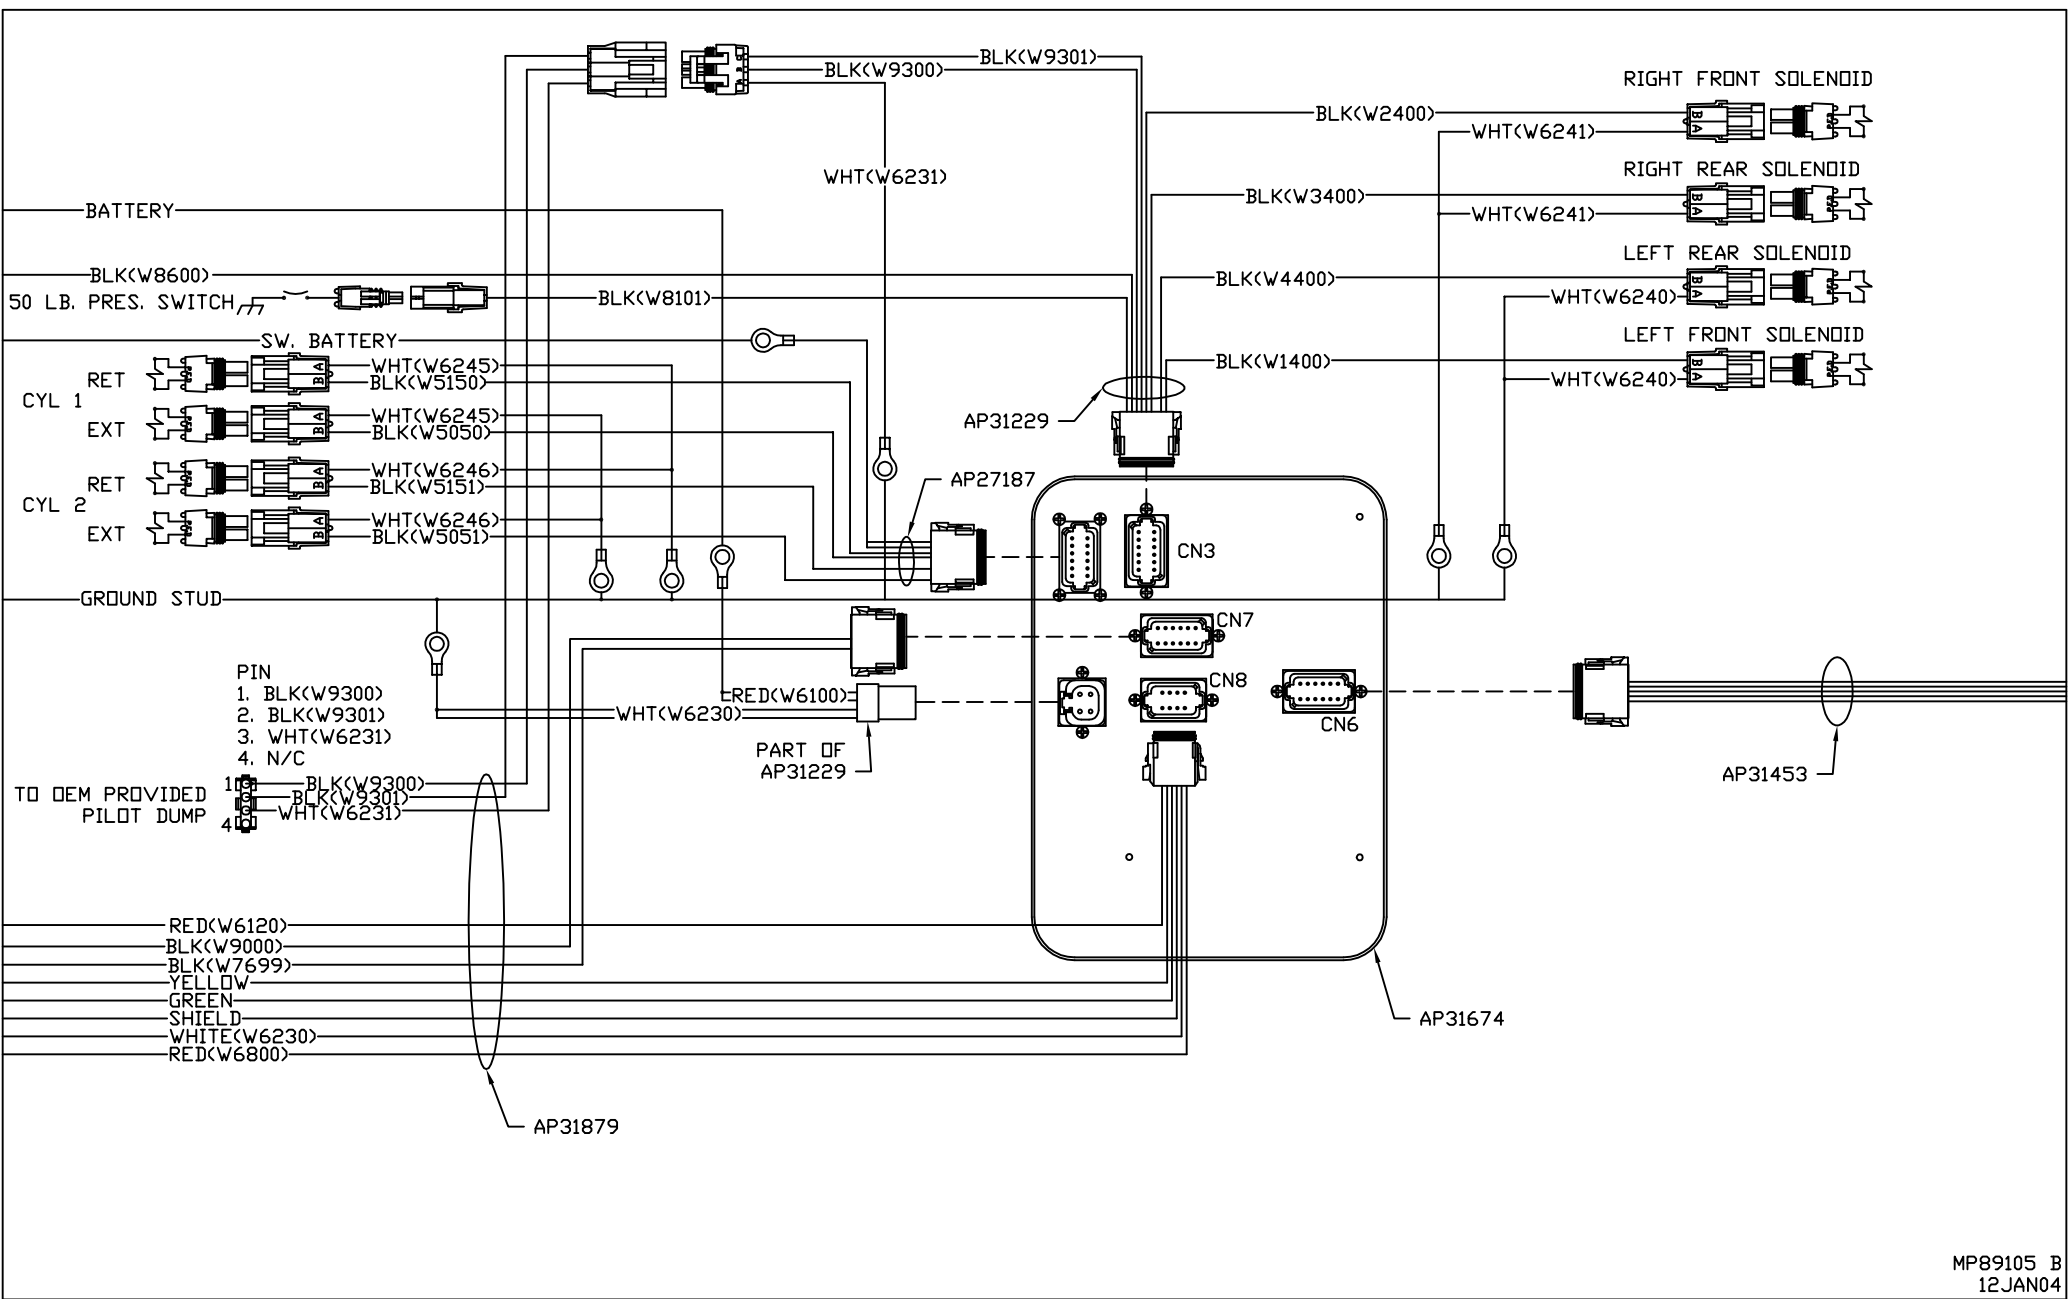 BLK(W9301)
BLK(W9300)
RIGHT FRONT SOLENOID
BLK(W2400)
WHT(W6241)
B
A
WHT(W6231)
RIGHT REAR SOLENOID
BLK(W3400)
WHT(W6241)
B
A
BATTERY
LEFT REAR SOLENOID
BLK(W8600)
BLK(W4400)
WHT(W6240)
B
A
50 LB. PRES. SWITCH
BLK(W8101)
LEFT FRONT SOLENOID
SW. BATTERY
BLK(W1400)
WHT(W6240)
B
A
CYL 1
RET
A
B
WHT(W6245)
BLK(W5150)
EXT
A
B
WHT(W6245)
BLK(W5050)
AP31229
CYL 2
RET
A
B
WHT(W6246)
BLK(W5151)
AP27187
EXT
A
B
WHT(W6246)
BLK(W5051)
CN3
GROUND STUD
CN7
PIN
1. BLK(W9300)
2. BLK(W9301)
3. WHT(W6231)
4. N/C
RED(W6100)
WHT(W6230)
CN8
CN6
PART OF
AP31229
AP31453
TO OEM PROVIDED
PILOT DUMP
1
4
BLK(W9300)
BLK(W9301)
WHT(W6231)
RED(W6120)
BLK(W9000)
BLK(W7699)
YELLOW
GREEN
SHIELD
WHITE(W6230)
RED(W6800)
AP31674
AP31879
MP89105 B
12JAN04